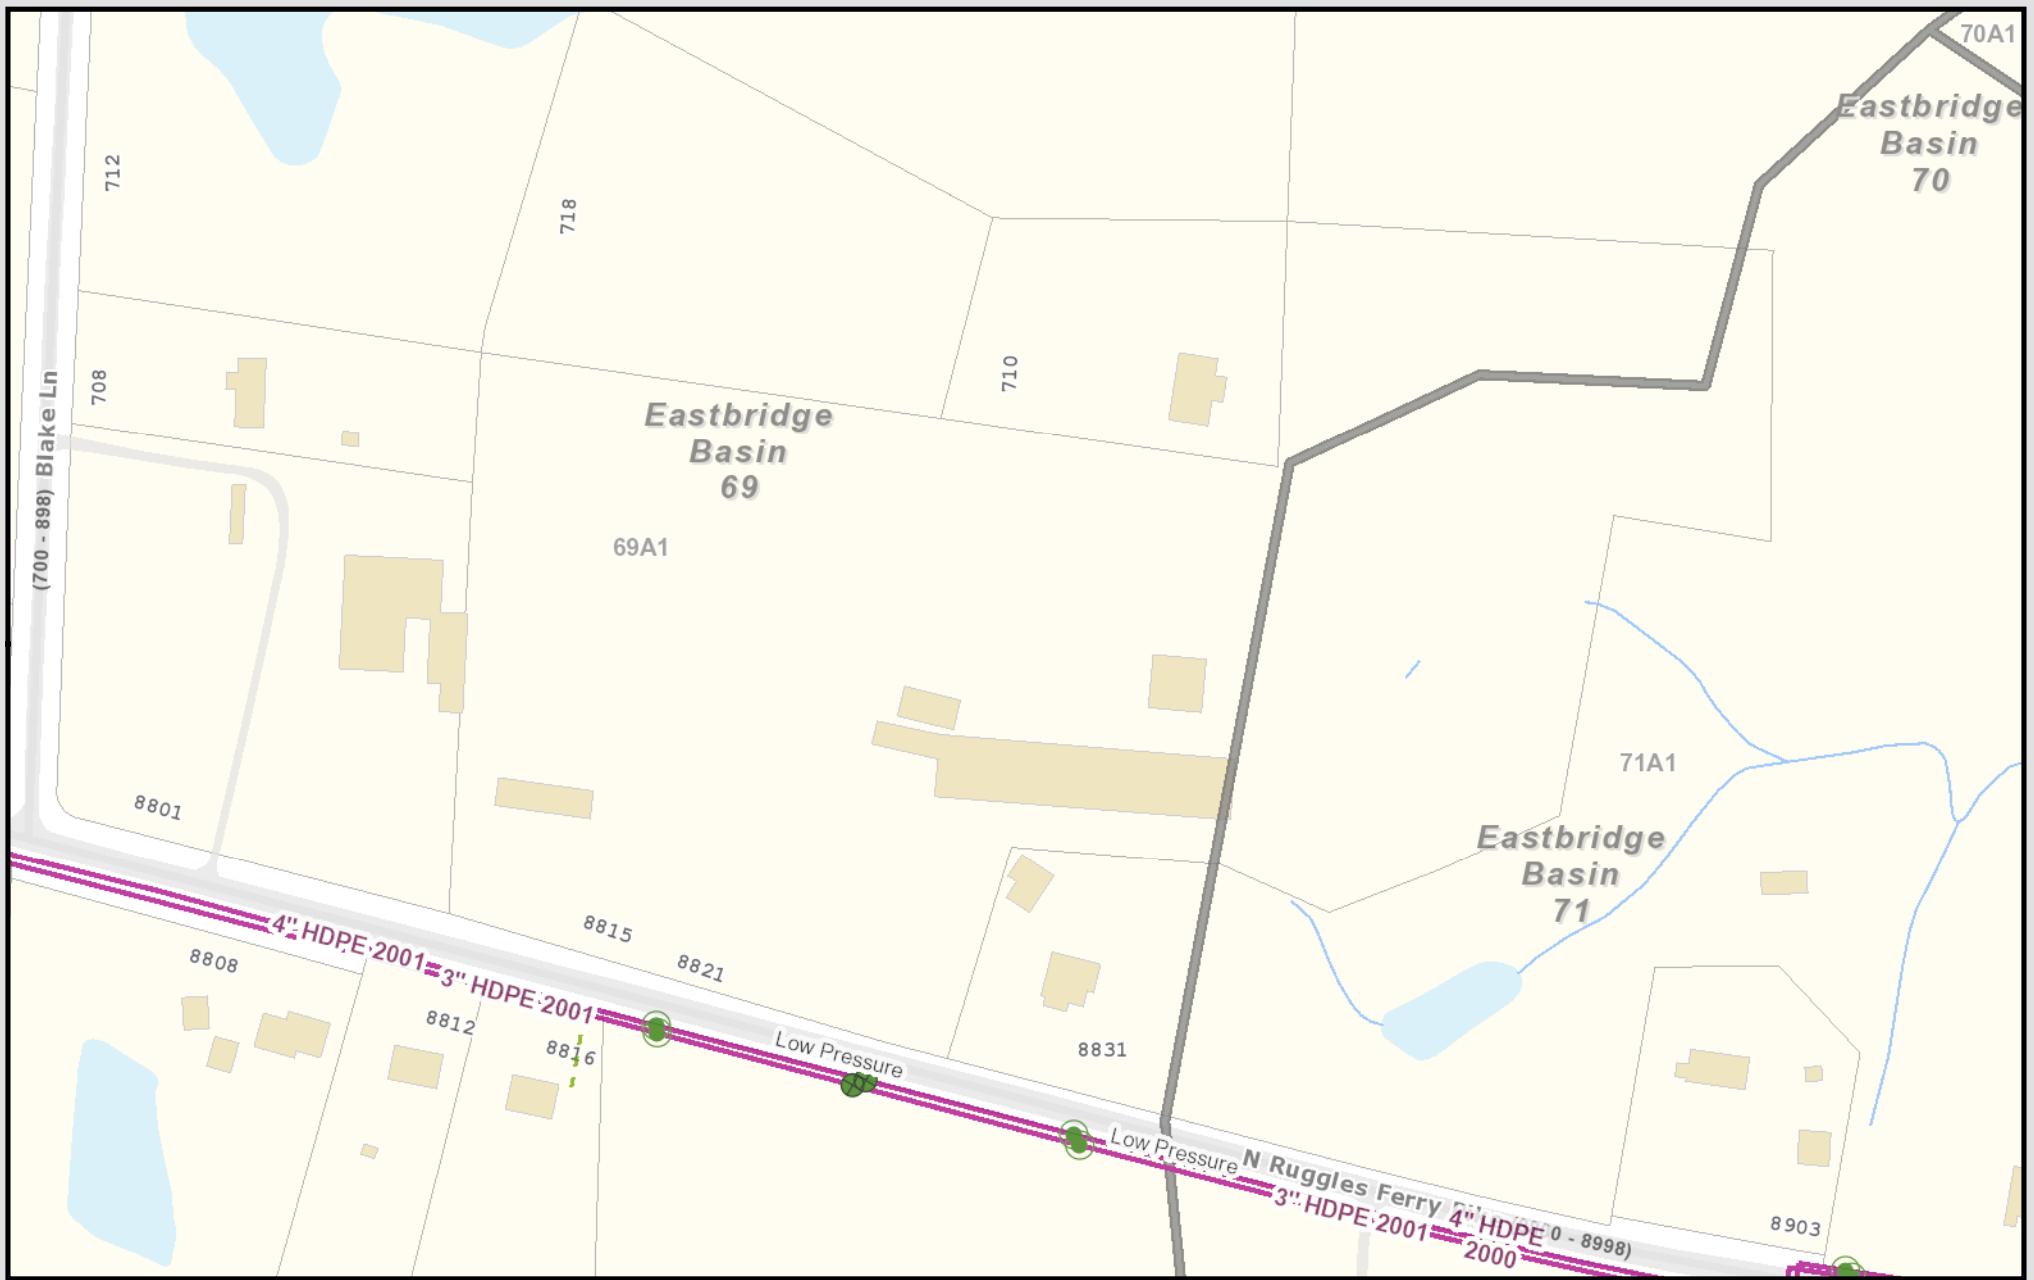 70A1
Eastbridge
Basin
70
712
718
708
710
Eastbridge
Basin
69
(700 - 898) Blake Ln
69A1
71A1
8801
Eastbridge
Basin
71
8815
8821
4" HDPE 2001
3" HDPE 2001
8808
8812
8816
Low Pressure
8831
Low Pressure
N Ruggles Ferry
0 - 8998)
3" HDPE 2001
4" HDPE
2000
8903